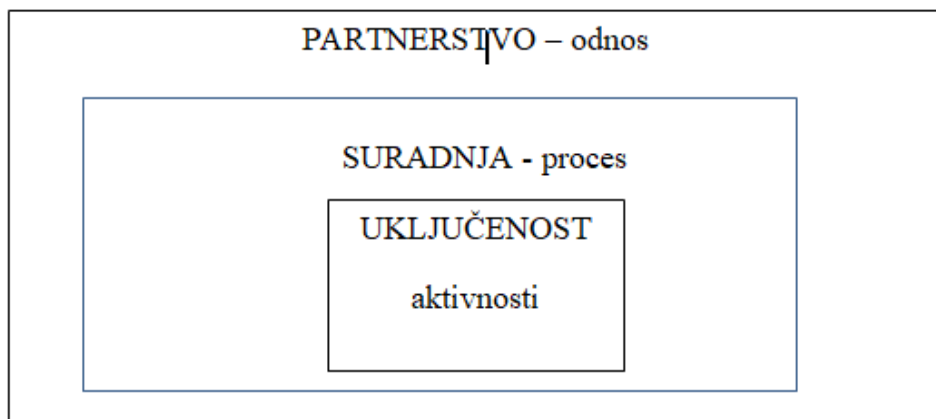 PARTNERSTVO – odnos
SURADNJA - proces
UKLJUČENOST
aktivnosti